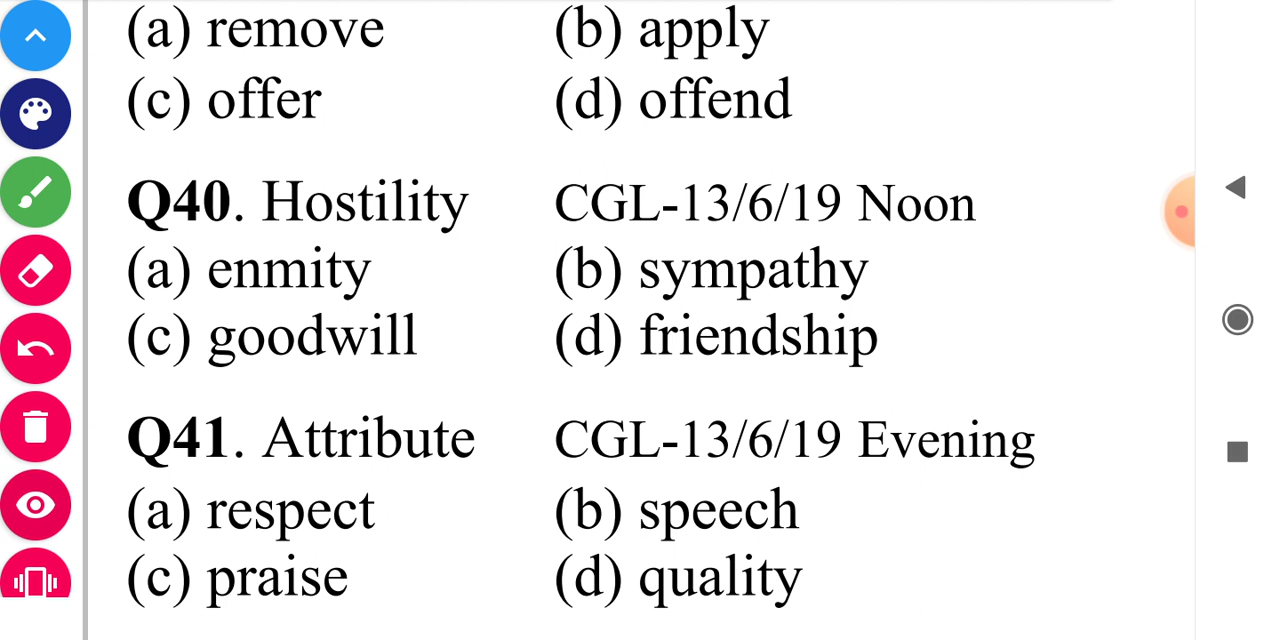 (a) remove (b) apply
(c) offer (d) offend
Q40. Hostility CGL-13/6/19 Noon
(a) enmity (b) sympathy
(c) goodwill (d) friendship
Q41. Attribute CGL-13/6/19 Evening
(a) respect (b) speech
(c) praise (d) quality